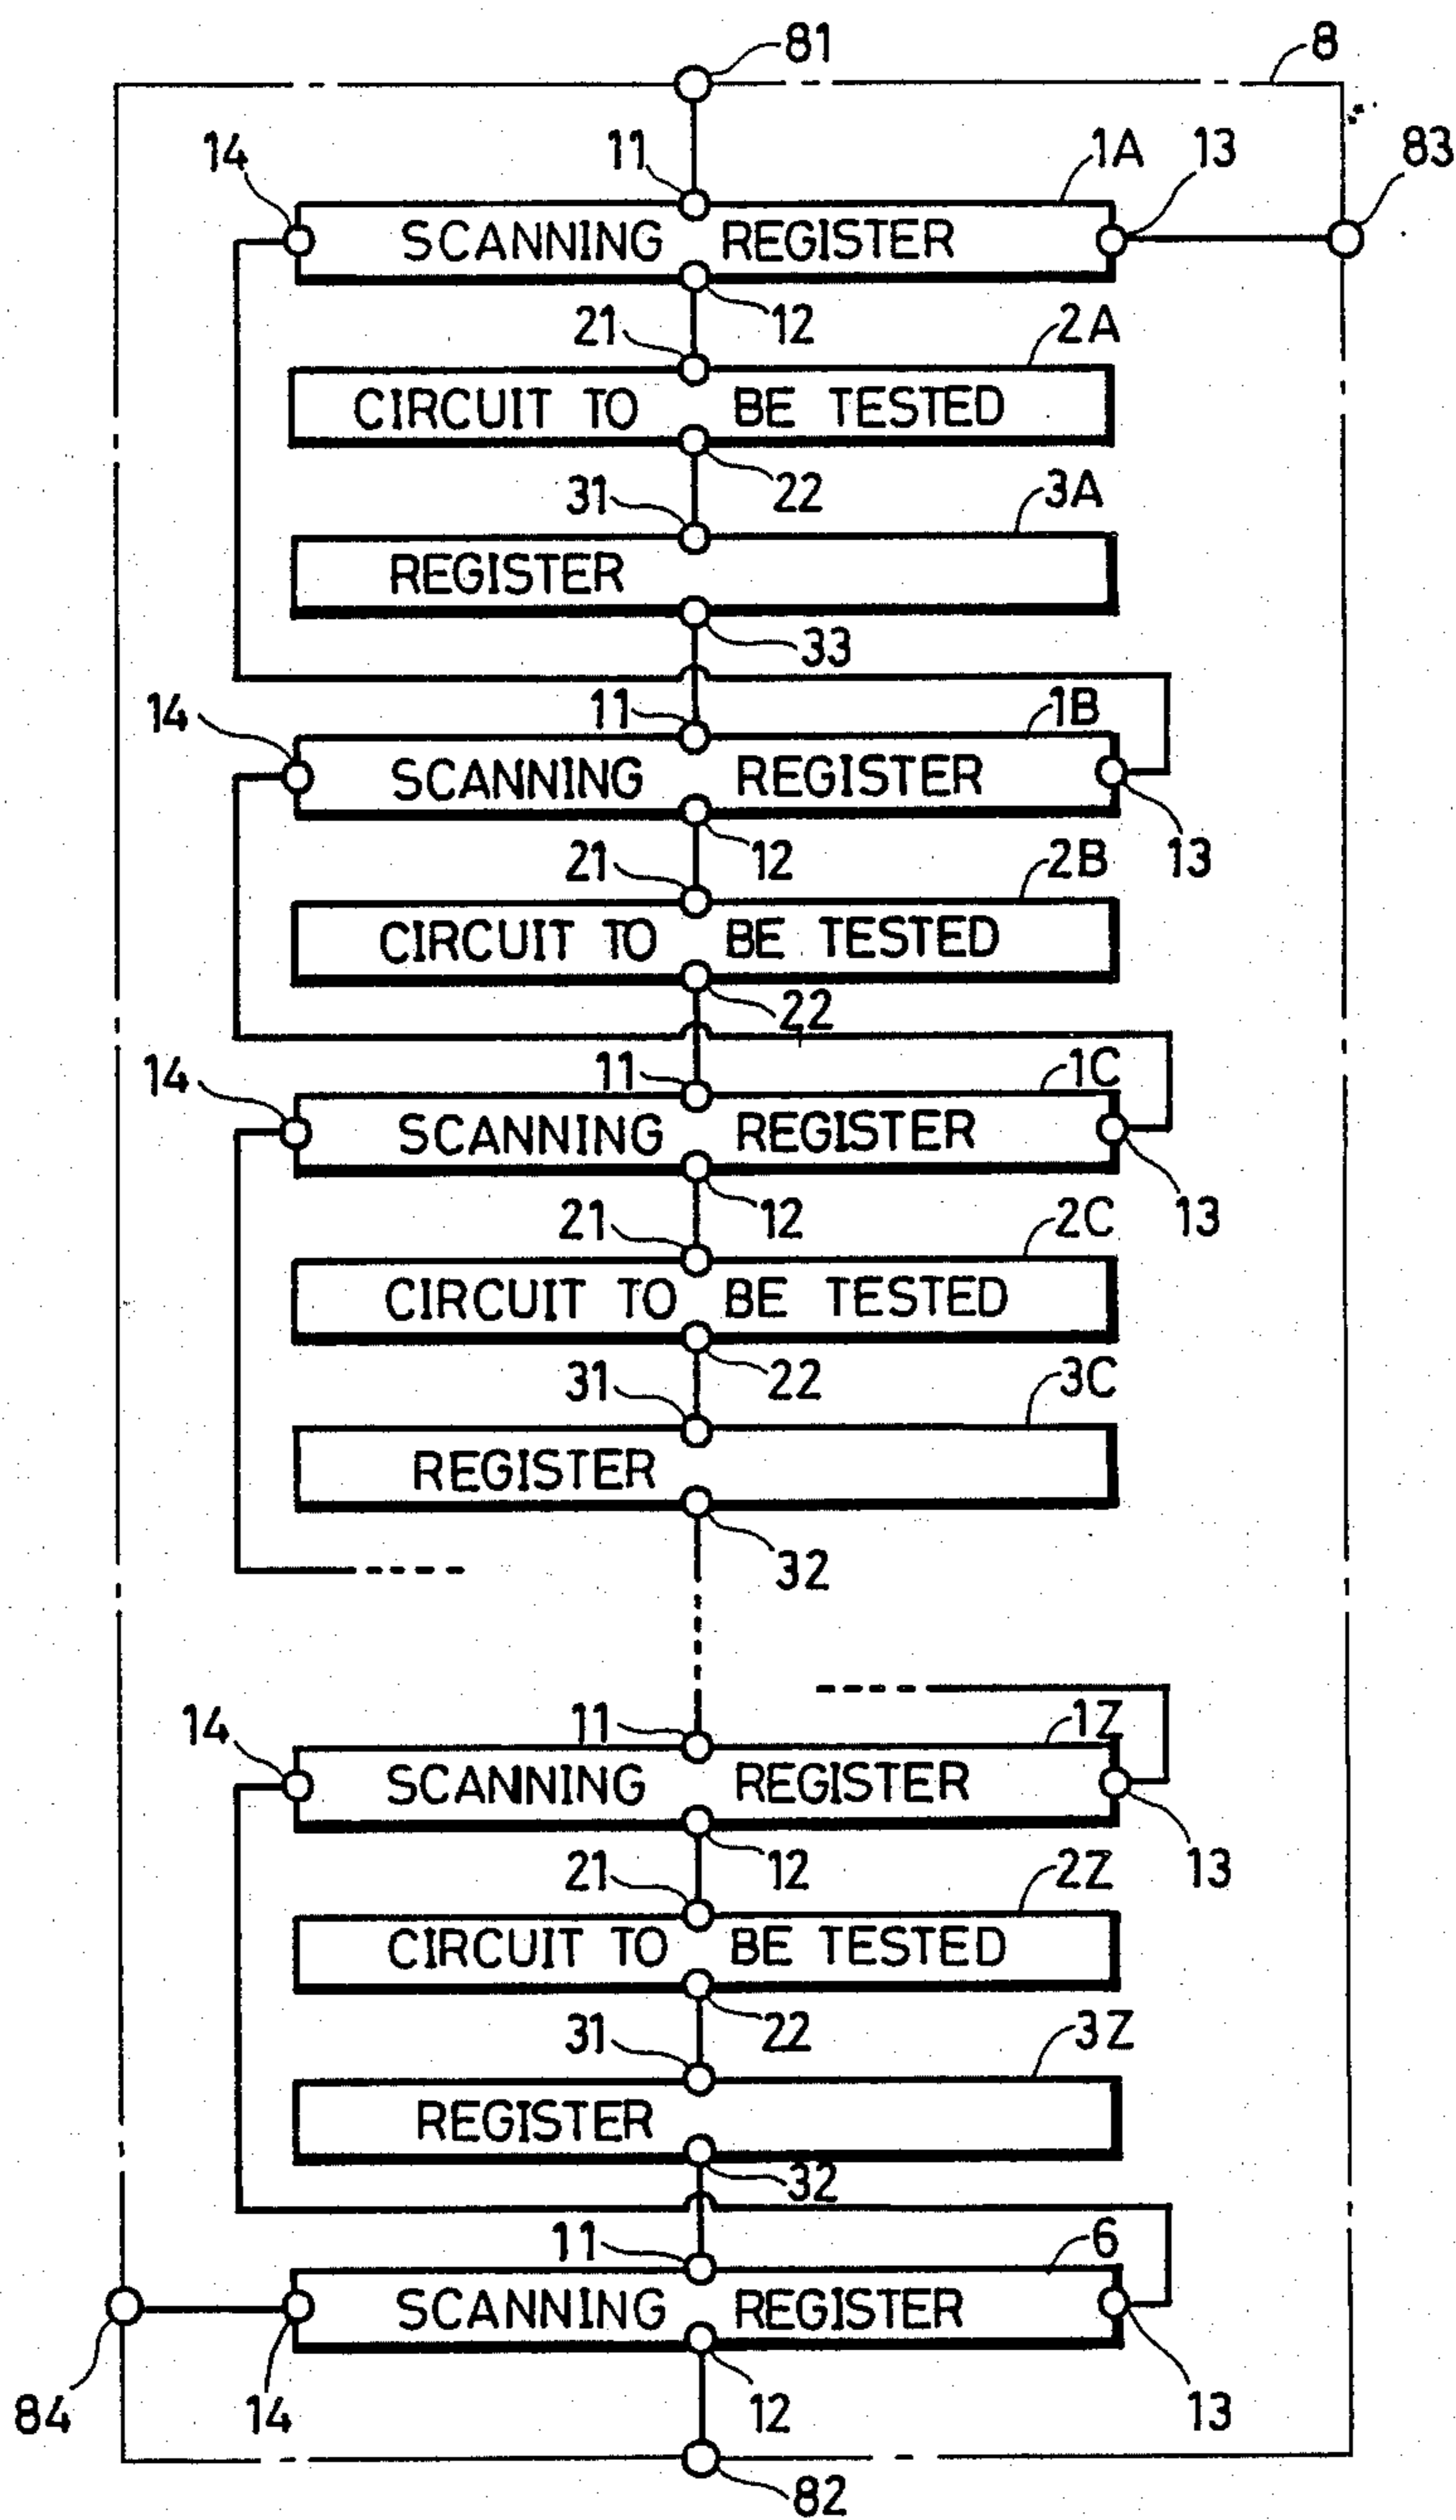 81
8
14
11
1A
13
83
SCANNING REGISTER
12
21
2A
CIRCUIT TO BE TESTED
22
31
3A
REGISTER
33
14
11
1B
SCANNING REGISTER
13
12
21
2B
CIRCUIT TO BE TESTED
22
14
11
1C
SCANNING REGISTER
13
12
21
2C
CIRCUIT TO BE TESTED
22
31
3C
REGISTER
32
14
11
1Z
SCANNING REGISTER
13
12
21
2Z
CIRCUIT TO BE TESTED
22
31
3Z
REGISTER
32
11
6
SCANNING REGISTER
84
14
12
13
82